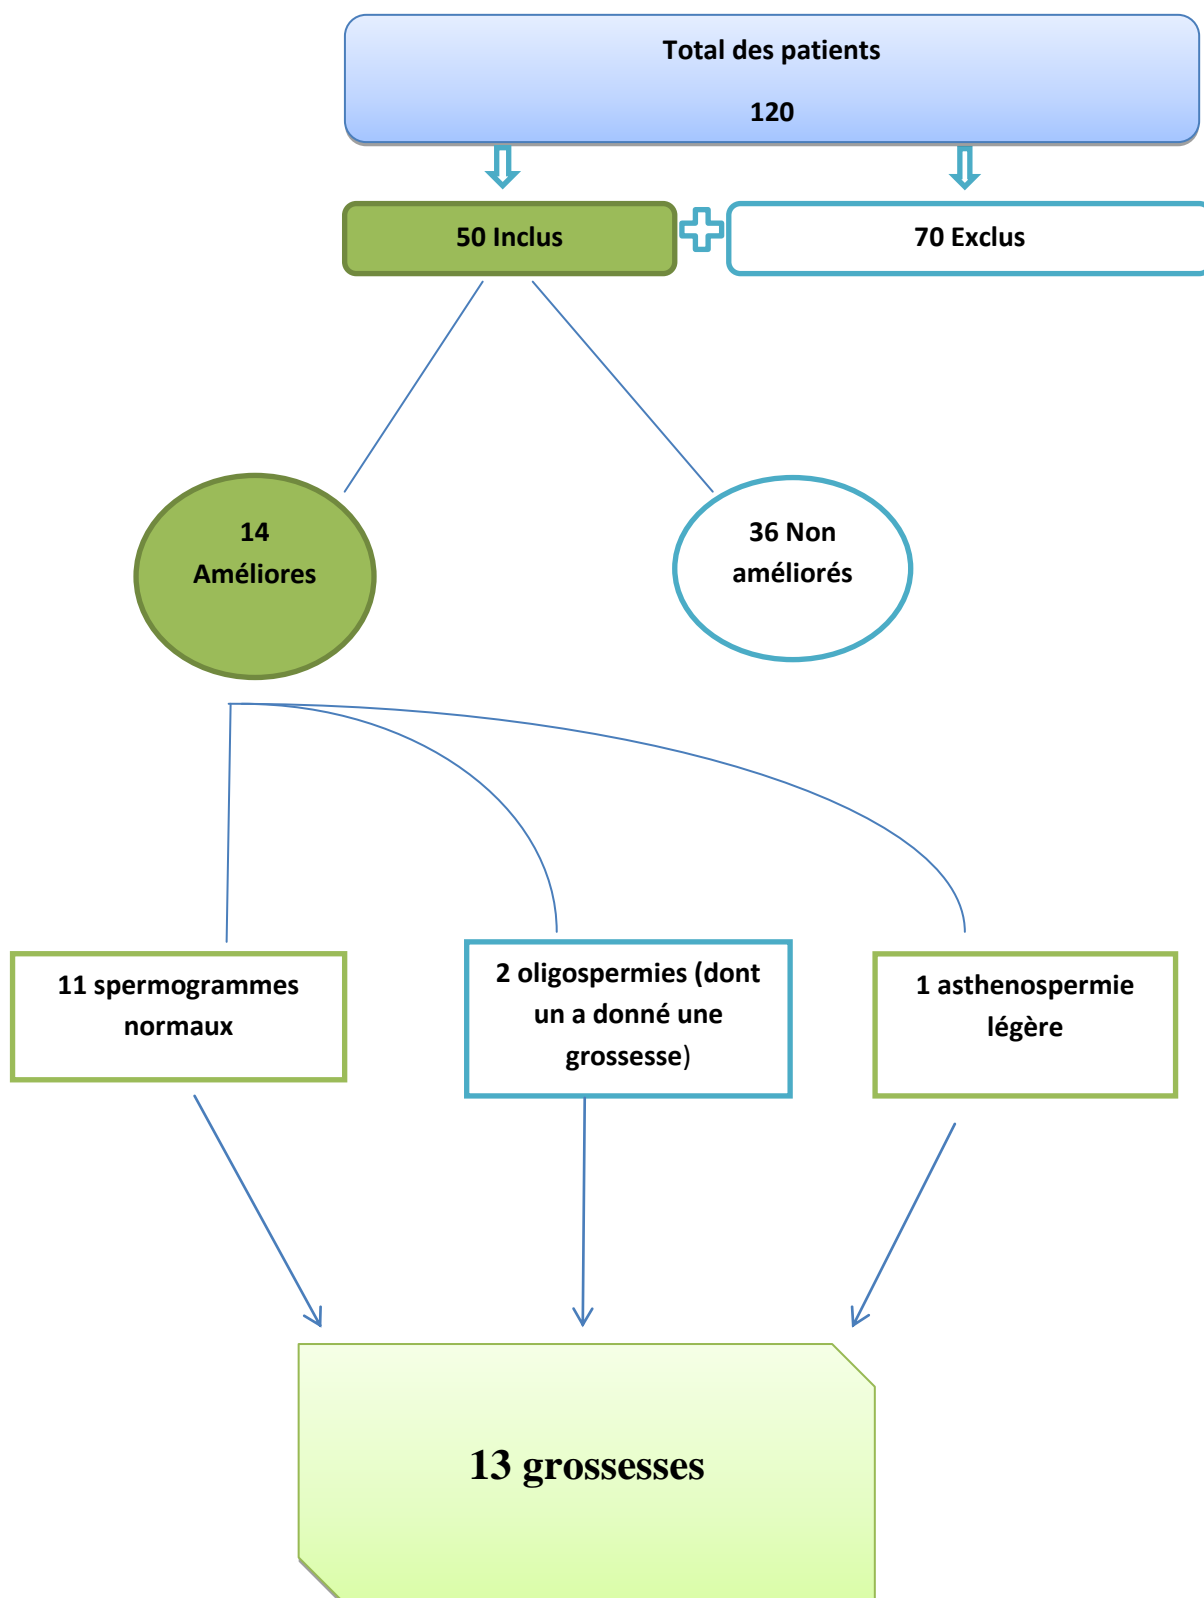 Total des patients
120
50 Inclus
70 Exclus
14
Améliores
36 Non
améliorés
11 spermogrammes
normaux
2 oligospermies (dont
un a donné une
grossesse)
1 asthenospermie
légère
13 grossesses